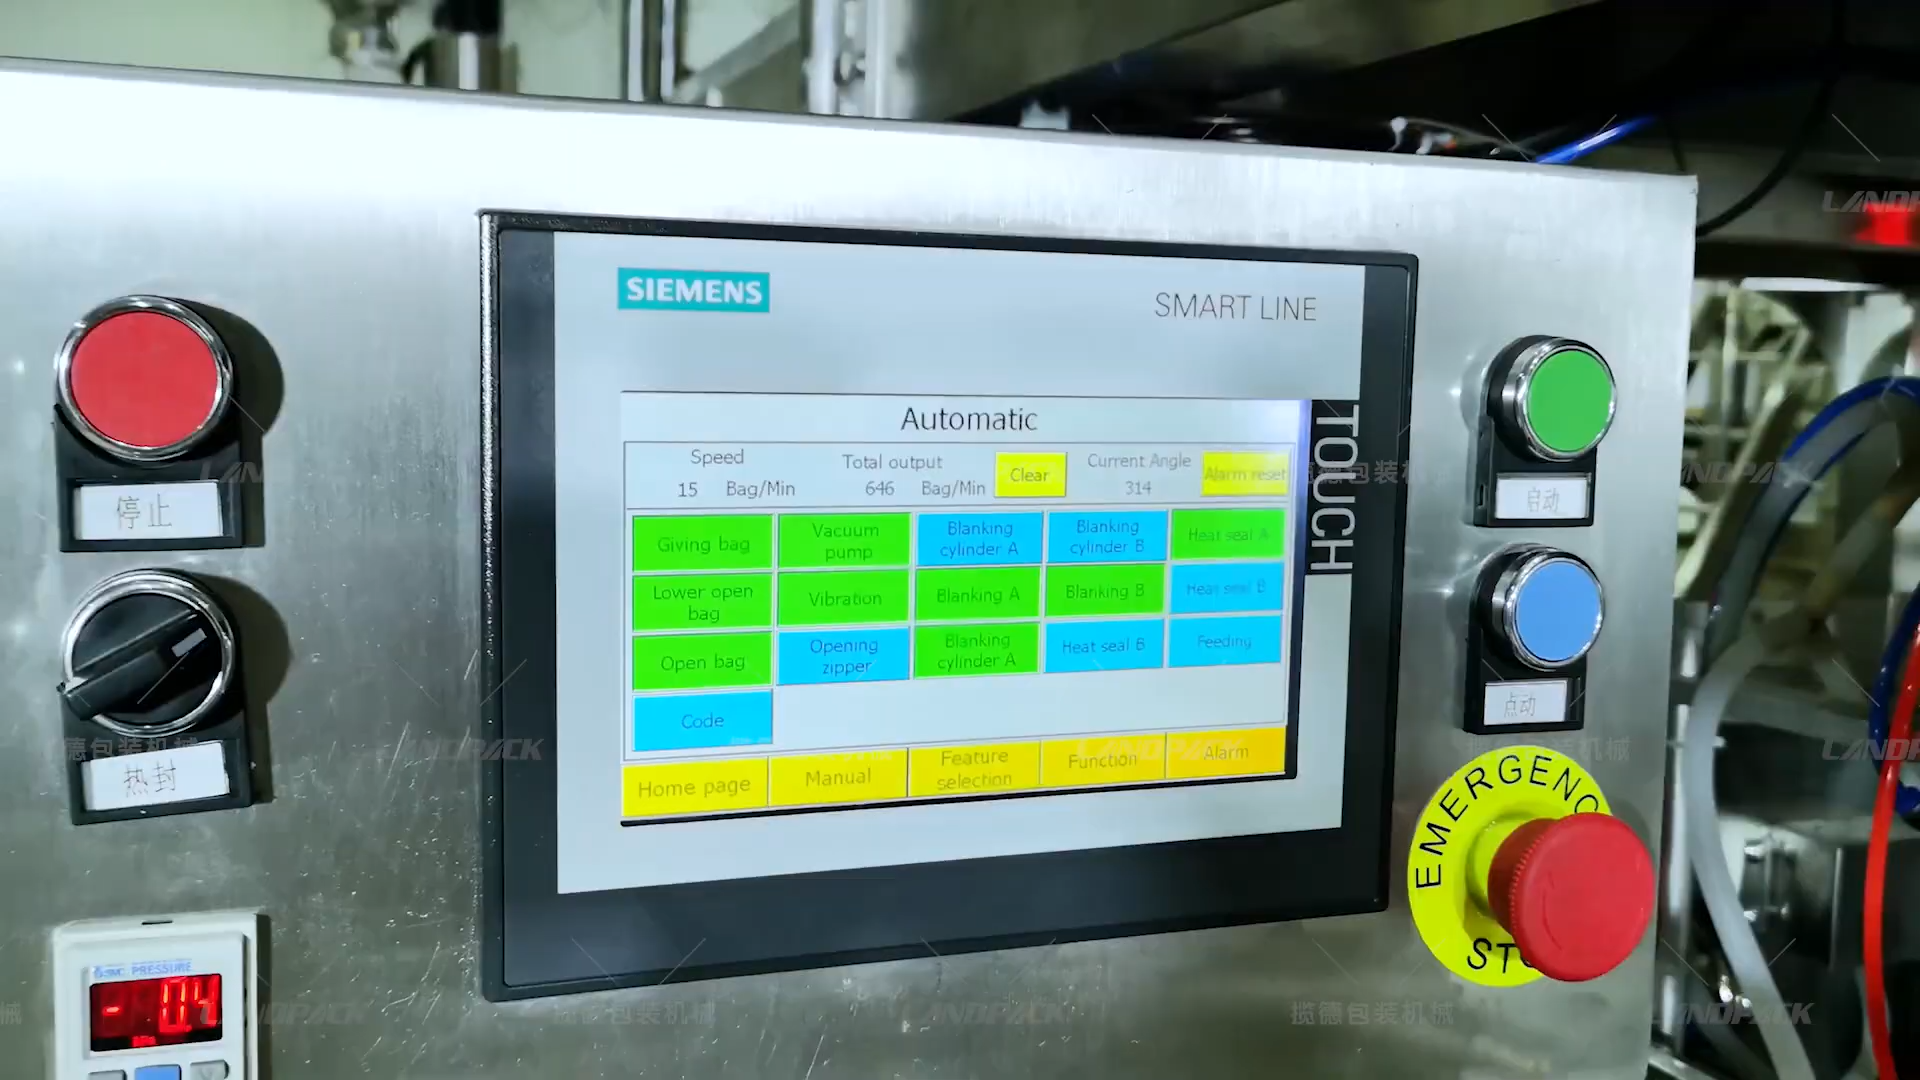 SIEMENS
SMART LINE
TOUCH
Automatic
Speed
15 Bag/Min
Total output
646 Bag/Min
Clear
Current Angle
314
Alarm reset
Giving bag
Vacuum
pump
Blanking
cylinder A
Blanking
cylinder B
Heat seal A
Lower open
bag
Vibration
Blanking A
Blanking B
Heat seal B
Open bag
Opening
zipper
Blanking
cylinder A
Heat seal B
Feeding
Code
Home page
Manual
Feature
selection
Function
Alarm
停止
热封
启动
点动
EMERGENC
STO
SMC PRESSURE
- 0.4
LANDPACK
揽德包装机械